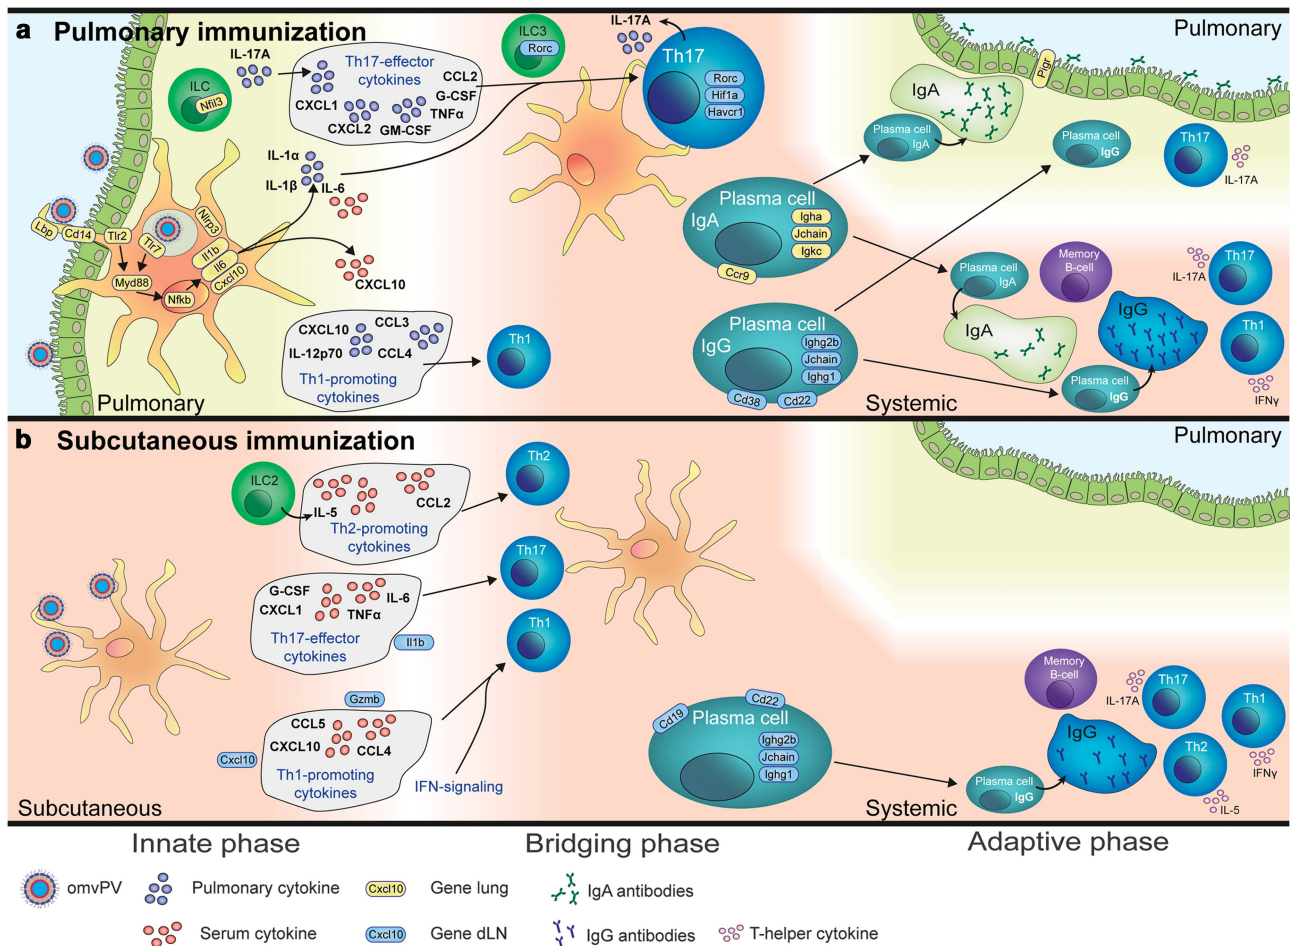 a Pulmonary immunization
Pulmonary
IL-17A
ILC
Nfil3
Th17-effector
cytokines
CCL2
G-CSF
TNFα
CXCL1
CXCL2
GM-CSF
ILC3
Rorc
IL-17A
Th17
Rorc
Hif1a
Havcr1
IL-1α
IL-1β
IL-6
CXCL10
Lbp
Cd14
Tlr2
Tlr7
Nlrp3
Il1b
Il6
Cxcl10
Myd88
Nfkb
CXCL10
CCL3
IL-12p70
CCL4
Th1-promoting
cytokines
Th1
Pulmonary
Plasma cell
IgA
Igha
Jchain
Igkc
Ccr9
Plasma cell
IgG
Ighg2b
Jchain
Ighg1
Cd38
Cd22
IgA
Plasma cell
IgA
Pigr
Plasma cell
IgG
Th17
IL-17A
Plasma cell
IgA
IgA
Memory
B-cell
IgG
Plasma cell
IgG
Th17
IL-17A
Th1
IFNγ
Systemic
b Subcutaneous immunization
Pulmonary
ILC2
IL-5
CCL2
Th2-promoting
cytokines
Th2
G-CSF
CXCL1
TNFα
IL-6
Th17-effector
cytokines
Il1b
Th17
Th1
Gzmb
CCL5
CXCL10
CCL4
Cxcl10
Th1-promoting
cytokines
IFN-signaling
Subcutaneous
Cd19
Cd22
Plasma cell
Ighg2b
Jchain
Ighg1
Memory
B-cell
IgG
Plasma cell
IgG
IL-17A
Th17
Th1
IFNγ
Th2
IL-5
Systemic
Innate phase
Bridging phase
Adaptive phase
omvPV
Pulmonary cytokine
Cxcl10
Gene lung
IgA antibodies
Serum cytokine
Cxcl10
Gene dLN
IgG antibodies
T-helper cytokine